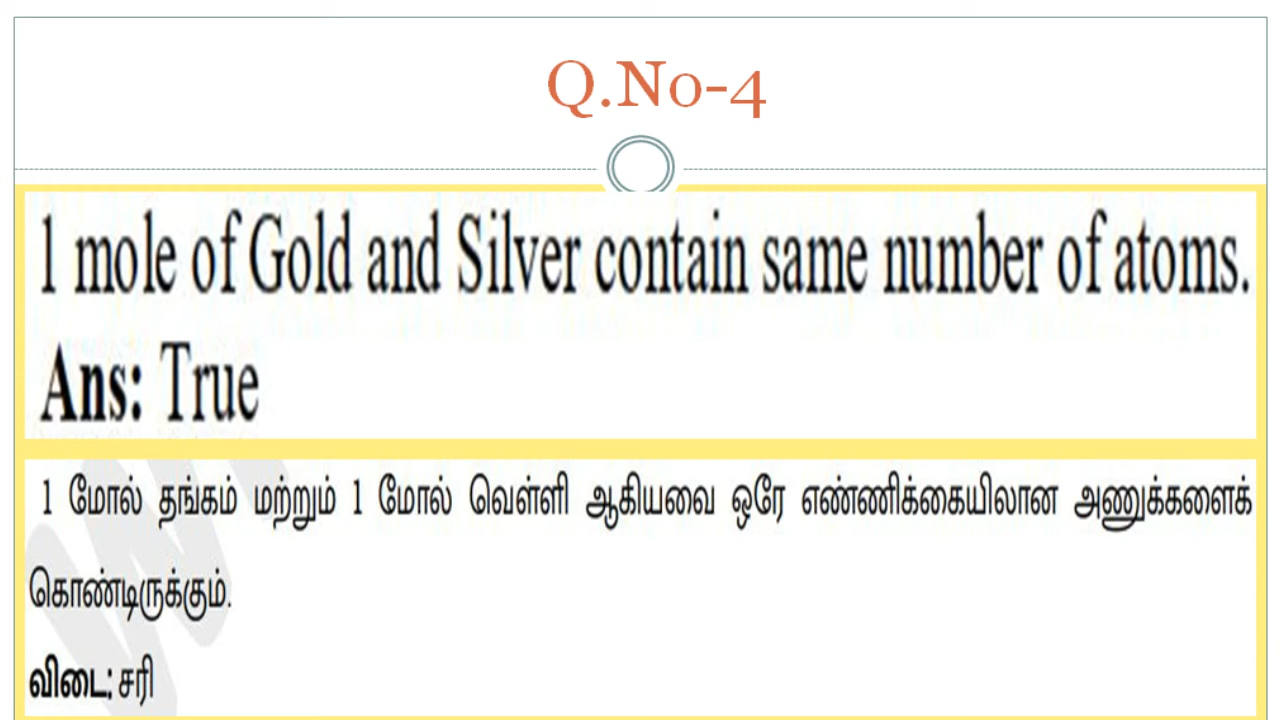 Q.No-4
1 mole of Gold and Silver contain same number of atoms.
Ans: True
1 மோல் தங்கம் மற்றும் 1 மோல் வெள்ளி ஆகியவை ஒரே எண்ணிக்கையிலான அணுக்களைக்
கொண்டிருக்கும்.
விடை: சரி